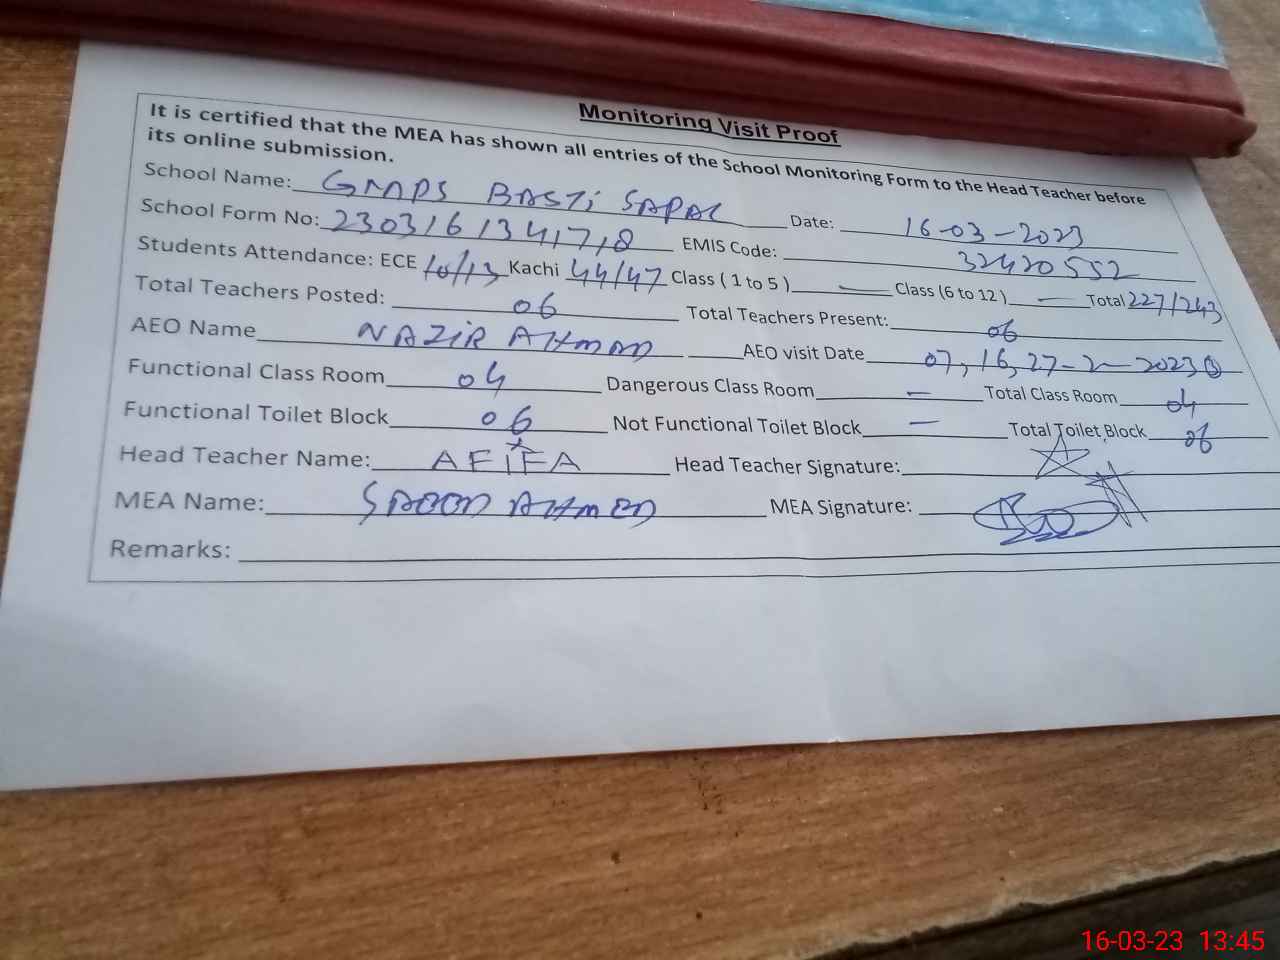 Monitoring Visit Proof
It is certified that the MEA has shown all entries of the School Monitoring Form to the Head Teacher before
its online submission.
School Name: GMMPS BASTi SAPAL Date: 16-03-2023
School Form No: 2303161341718 EMIS Code: 32420552
Students Attendance: ECE 10/13 Kachi 44/47 Class ( 1 to 5 ) — Class (6 to 12 ) — Total 227/243
Total Teachers Posted: 06 Total Teachers Present: 06
AEO Name NAZIR AHMAD AEO visit Date 07, 16, 27-2-2023
Functional Class Room 04 Dangerous Class Room — Total Class Room 04
Functional Toilet Block 06 Not Functional Toilet Block — Total Toilet Block 06
Head Teacher Name: AFIFA Head Teacher Signature:
MEA Name: SAOOD AHMED MEA Signature:
Remarks:
16-03-23 13:45